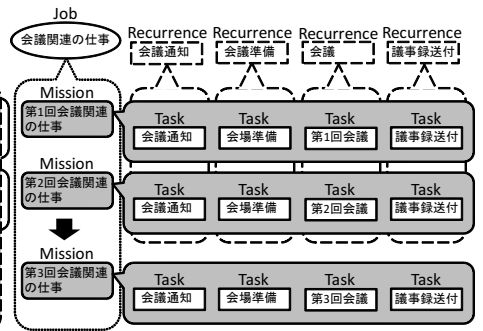 Job
会議関連の仕事
Recurrence Recurrence Recurrence Recurrence
会議通知 会議準備 会議 議事録送付
Mission
第1回会議関連
の仕事
Task Task Task Task
会議通知 会場準備 第1回会議 議事録送付
Mission
第2回会議関連
の仕事
Task Task Task Task
会議通知 会場準備 第2回会議 議事録送付
Mission
第3回会議関連
の仕事
Task Task Task Task
会議通知 会場準備 第3回会議 議事録送付